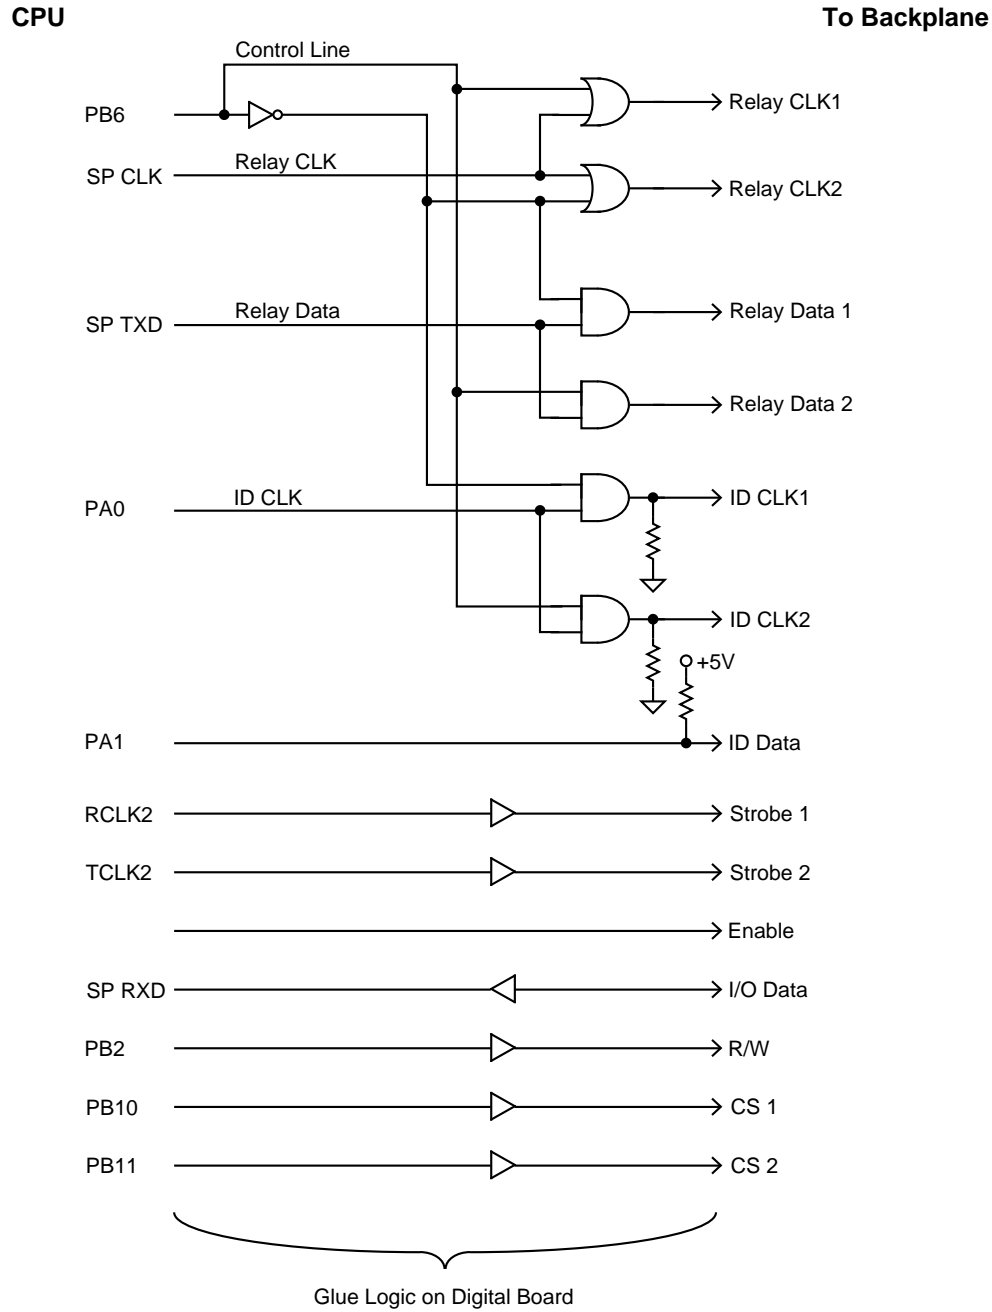 CPU
To Backplane
Control Line
PB6
Relay CLK1
SP CLK
Relay CLK
Relay CLK2
SP TXD
Relay Data
Relay Data 1
Relay Data 2
PA0
ID CLK
ID CLK1
ID CLK2
+5V
PA1
ID Data
RCLK2
Strobe 1
TCLK2
Strobe 2
Enable
SP RXD
I/O Data
PB2
R/W
PB10
CS 1
PB11
CS 2
Glue Logic on Digital Board